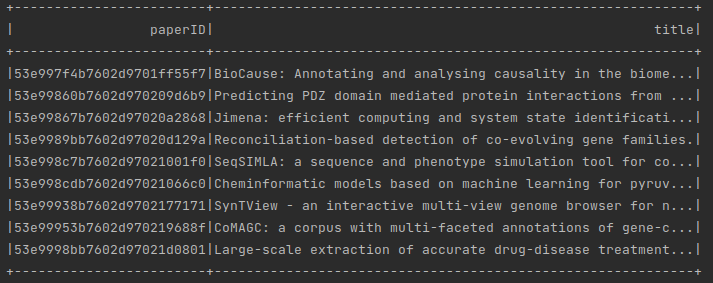 +------------------------+------------------------------------------------------------+
|                 paperID|                                                       title|
+------------------------+------------------------------------------------------------+
|53e997f4b7602d9701ff55f7|BioCause: Annotating and analysing causality in the biome...|
|53e99860b7602d970209d6b9|Predicting PDZ domain mediated protein interactions from ...|
|53e99867b7602d97020a2868|Jimena: efficient computing and system state identificati...|
|53e9989bb7602d97020d129a|Reconciliation-based detection of co-evolving gene families.|
|53e998c7b7602d97021001f0|SeqSIMLA: a sequence and phenotype simulation tool for co...|
|53e998cdb7602d97021066c0|Cheminformatic models based on machine learning for pyruv...|
|53e99938b7602d9702177171|SynTView - an interactive multi-view genome browser for n...|
|53e99953b7602d970219688f|CoMAGC: a corpus with multi-faceted annotations of gene-c...|
|53e9998bb7602d97021d0801|Large-scale extraction of accurate drug-disease treatment...|
+------------------------+------------------------------------------------------------+